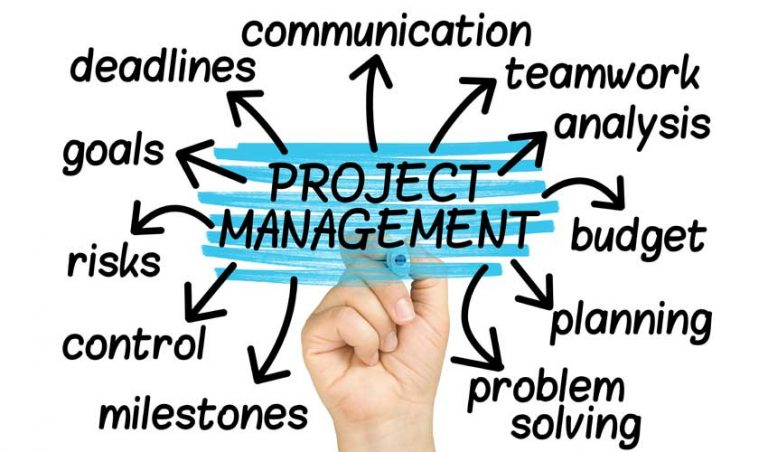 communication
deadlines
teamwork
analysis
goals
PROJECT
MANAGEMENT
budget
risks
planning
control
problem
solving
milestones